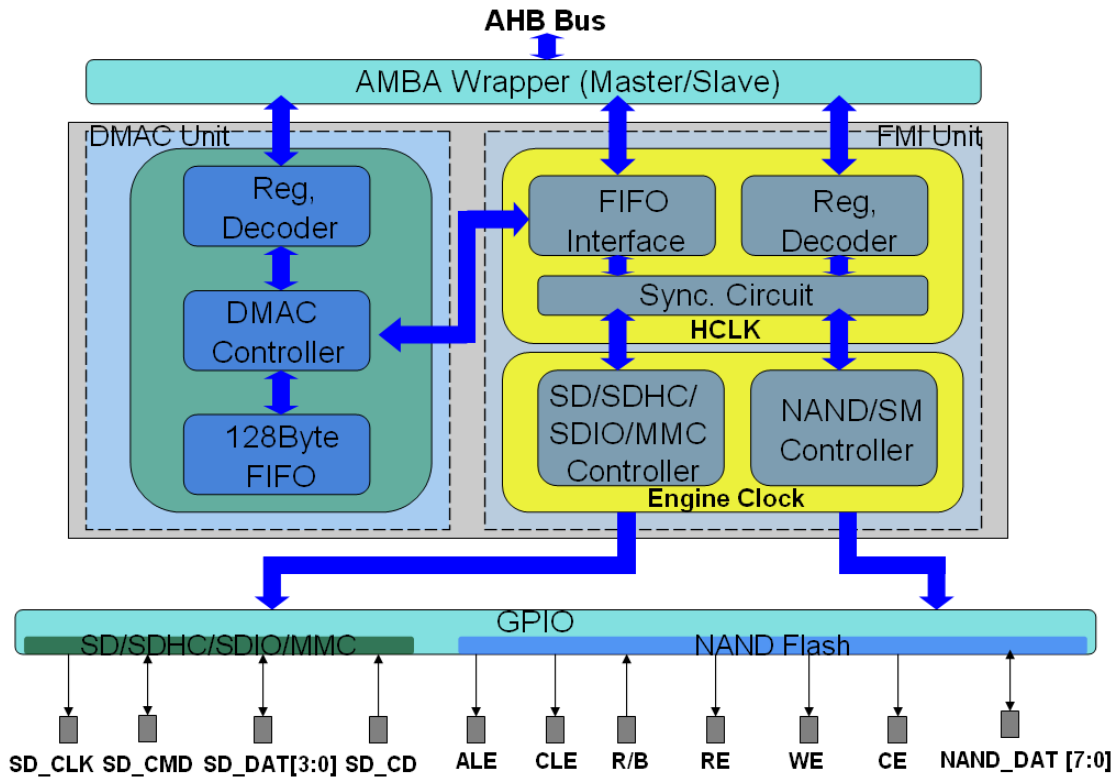 AHB Bus
AMBA Wrapper (Master/Slave)
DMAC Unit
FMI Unit
Reg,
Decoder
DMAC
Controller
128Byte
FIFO
FIFO
Interface
Reg,
Decoder
Sync. Circuit
HCLK
SD/SDHC/
SDIO/MMC
Controller
NAND/SM
Controller
Engine Clock
GPIO
SD/SDHC/SDIO/MMC
NAND Flash
SD_CLK
SD_CMD
SD_DAT[3:0]
SD_CD
ALE
CLE
R/B
RE
WE
CE
NAND_DAT [7:0]